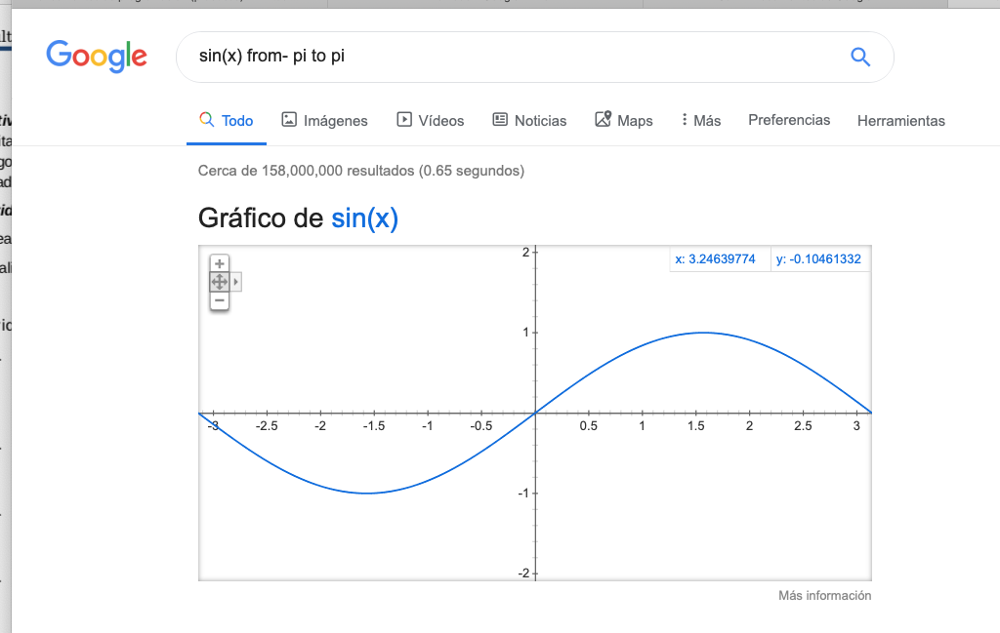 Google
sin(x) from- pi to pi
Todo Imágenes Vídeos Noticias Maps Más Preferencias Herramientas
Cerca de 158,000,000 resultados (0.65 segundos)
Gráfico de sin(x)
x: 3.24639774 y: -0.10461332
2
1
-3 -2.5 -2 -1.5 -1 -0.5 0.5 1 1.5 2 2.5 3
-1
-2
Más información